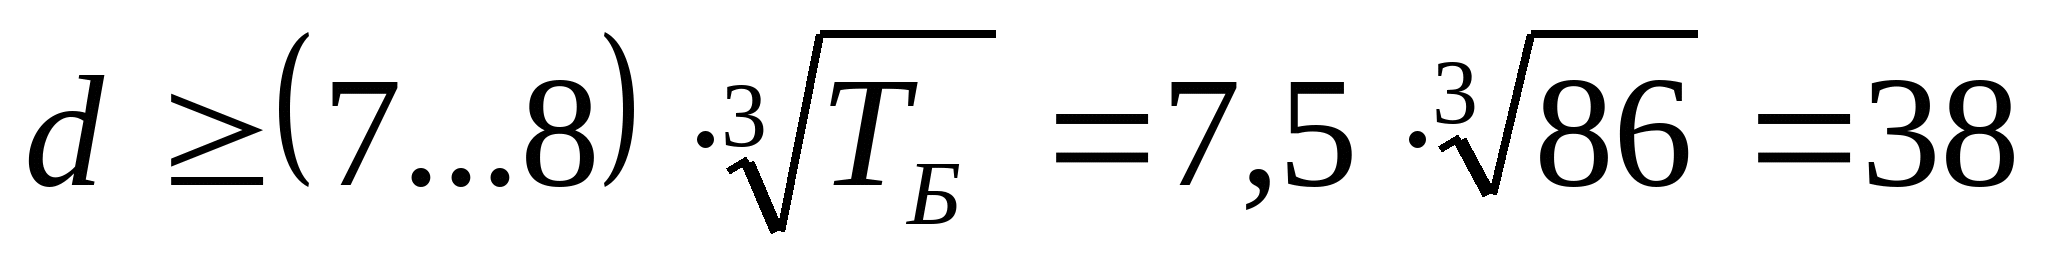 d ≥ (7...8) · ∛T_Б = 7,5 · ∛86 = 38